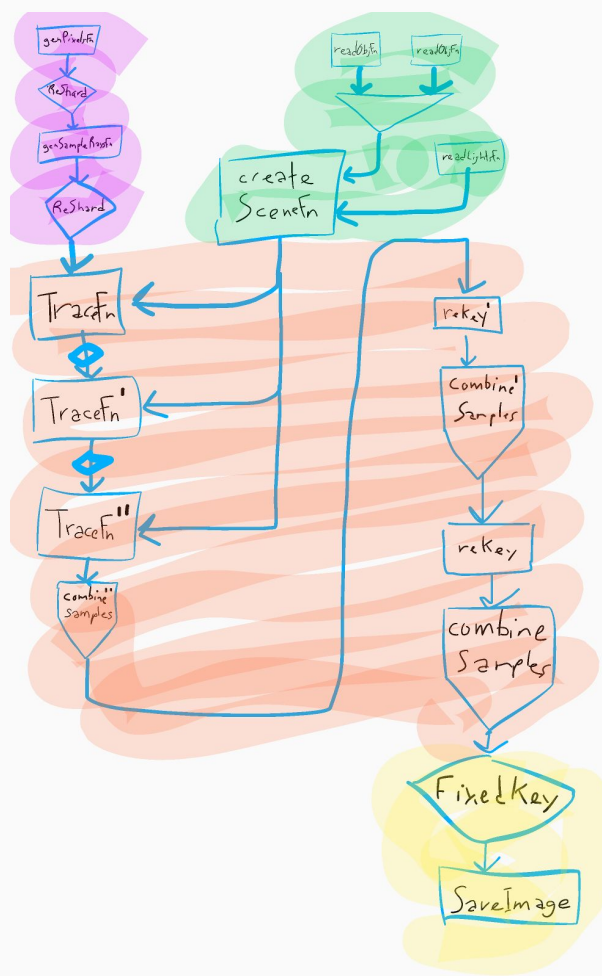 genPixelsFn
ReShard
genSampleRaysFn
ReShard
readObjFn
readObjFn
readLightsFn
create
SceneFn
TraceFn
TraceFn'
TraceFn''
combine''
Samples
rekey'
combine'
Samples
rekey
combine
Samples
FixedKey
SaveImage